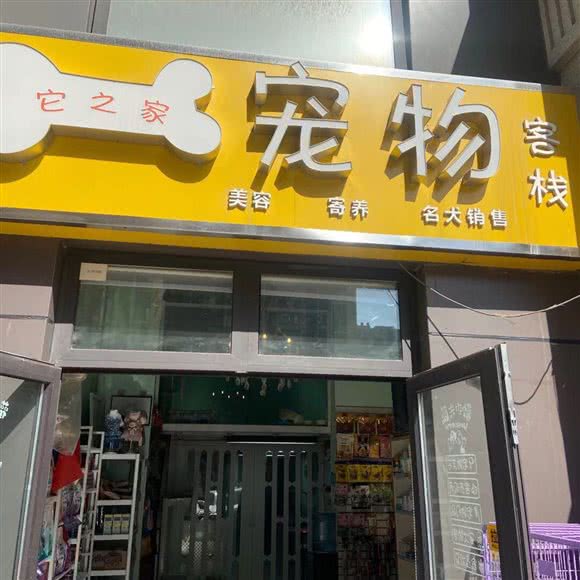 它之家
宠物
客栈
美容 寄养 名犬销售